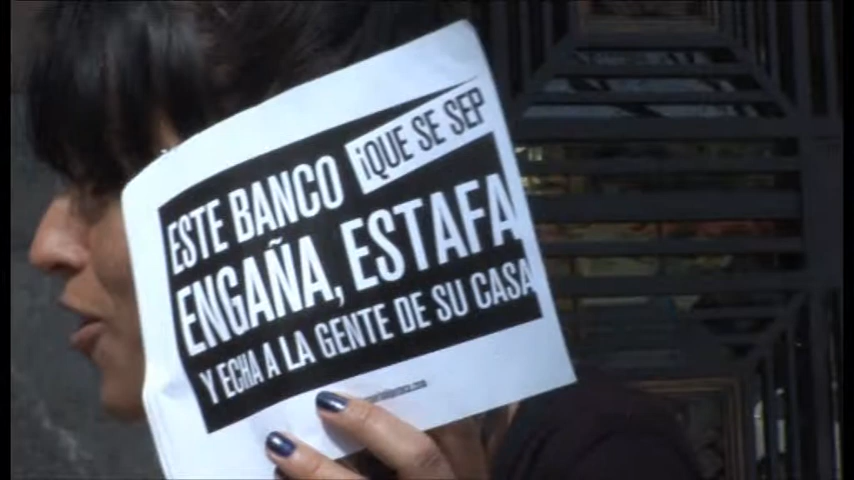 ¡QUE SE SEP
ESTE BANCO
ENGAÑA, ESTAFA
Y ECHA A LA GENTE DE SU CASA